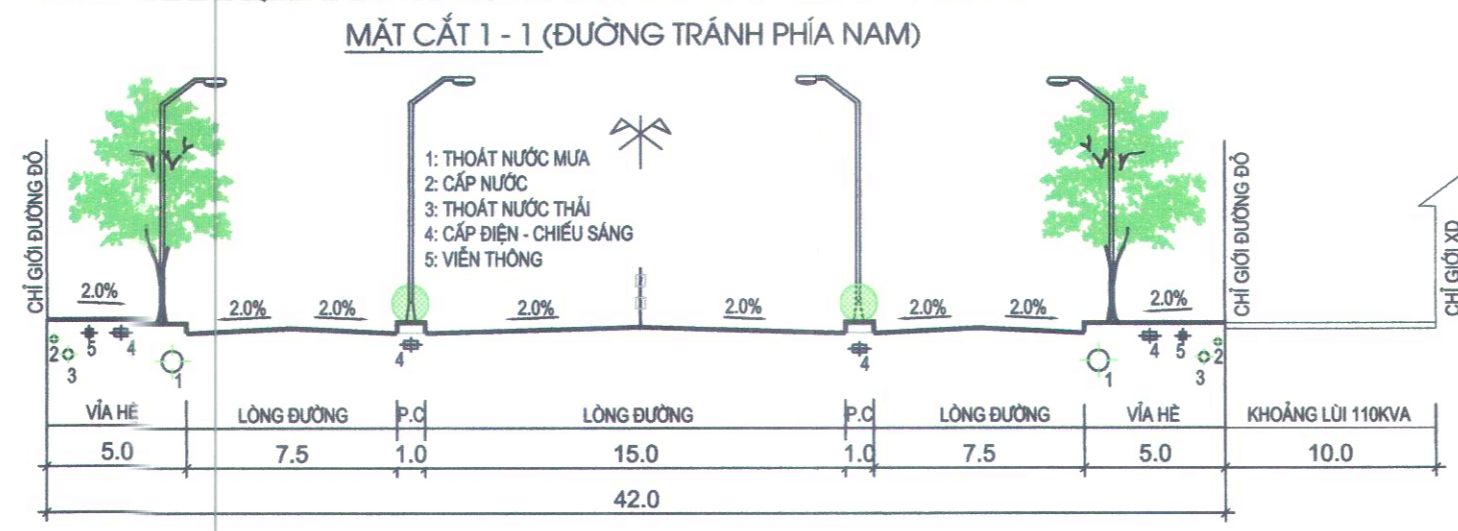 MẶT CẮT 1 - 1 (ĐƯỜNG TRÁNH PHÍA NAM)
1: THOÁT NƯỚC MƯA
2: CẤP NƯỚC
3: THOÁT NƯỚC THẢI
4: CẤP ĐIỆN - CHIẾU SÁNG
5: VIỄN THÔNG
CHỈ GIỚI ĐƯỜNG ĐỎ
CHỈ GIỚI ĐƯỜNG ĐỎ
CHỈ GIỚI XD
2.0% 2.0% 2.0% 2.0% 2.0% 2.0% 2.0% 2.0%
2 3 5 4 1 4 4 1 4 5 3 2
VỈA HÈ LÒNG ĐƯỜNG P.C LÒNG ĐƯỜNG P.C LÒNG ĐƯỜNG VỈA HÈ KHOẢNG LÙI 110KVA
5.0 7.5 1.0 15.0 1.0 7.5 5.0 10.0
42.0